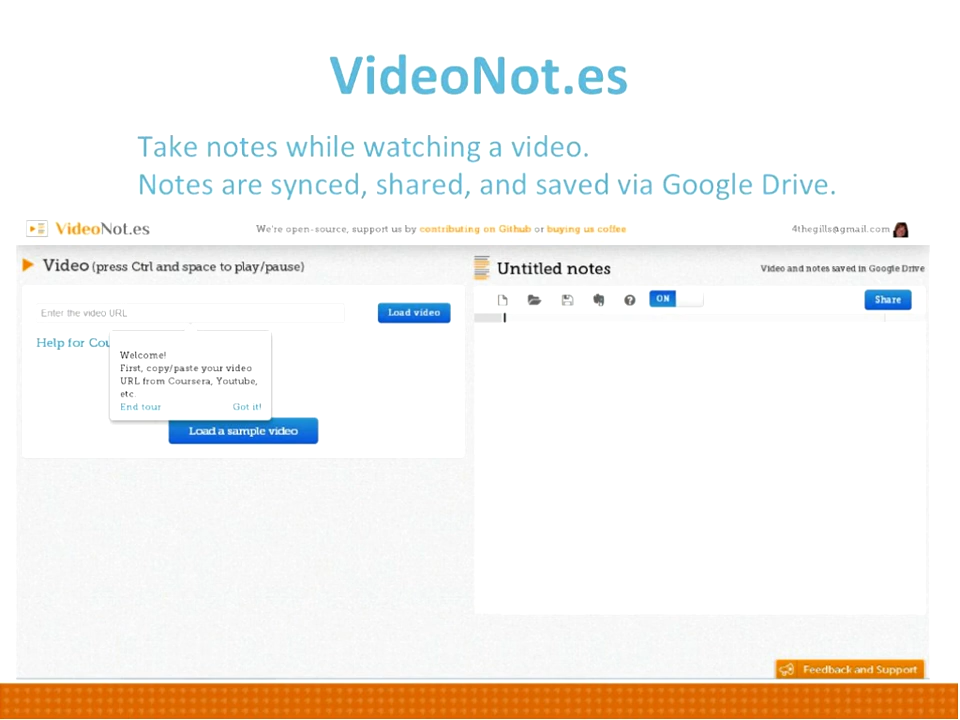 VideoNot.es
Take notes while watching a video.
Notes are synced, shared, and saved via Google Drive.
VideoNot.es
We're open-source, support us by contributing on Github or buying us coffee
4thegills@gmail.com
Video (press Ctrl and space to play/pause)
Untitled notes
Video and notes saved in Google Drive
ON
Share
Enter the video URL
Load video
Help for Cou
Welcome!
First, copy/paste your video
URL from Coursera, Youtube,
etc.
End tour
Got it!
Load a sample video
Feedback and Support